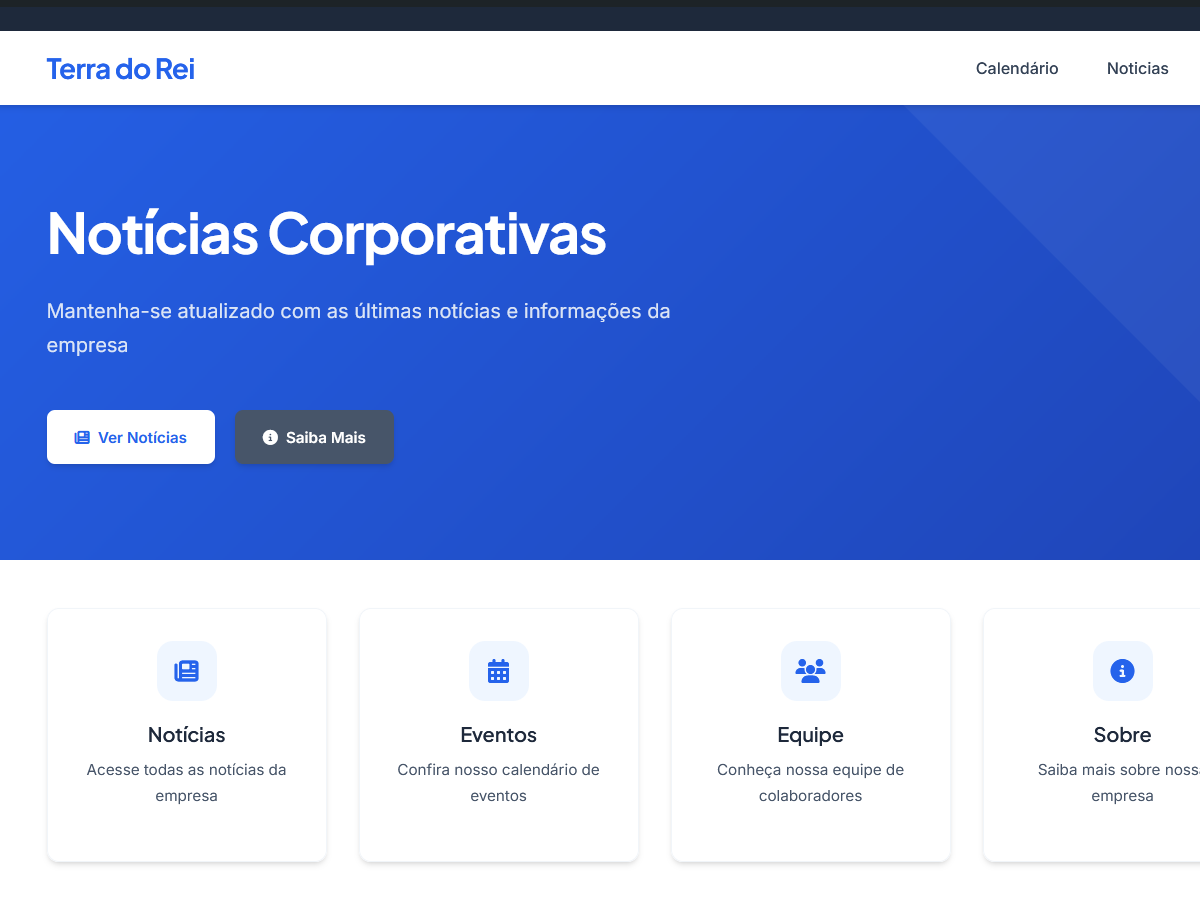 Terra do Rei
Calendário
Noticias
Notícias Corporativas
Mantenha-se atualizado com as últimas notícias e informações da
empresa
Ver Notícias
Saiba Mais
Notícias
Acesse todas as notícias da
empresa
Eventos
Confira nosso calendário de
eventos
Equipe
Conheça nossa equipe de
colaboradores
Sobre
Saiba mais sobre
empresa